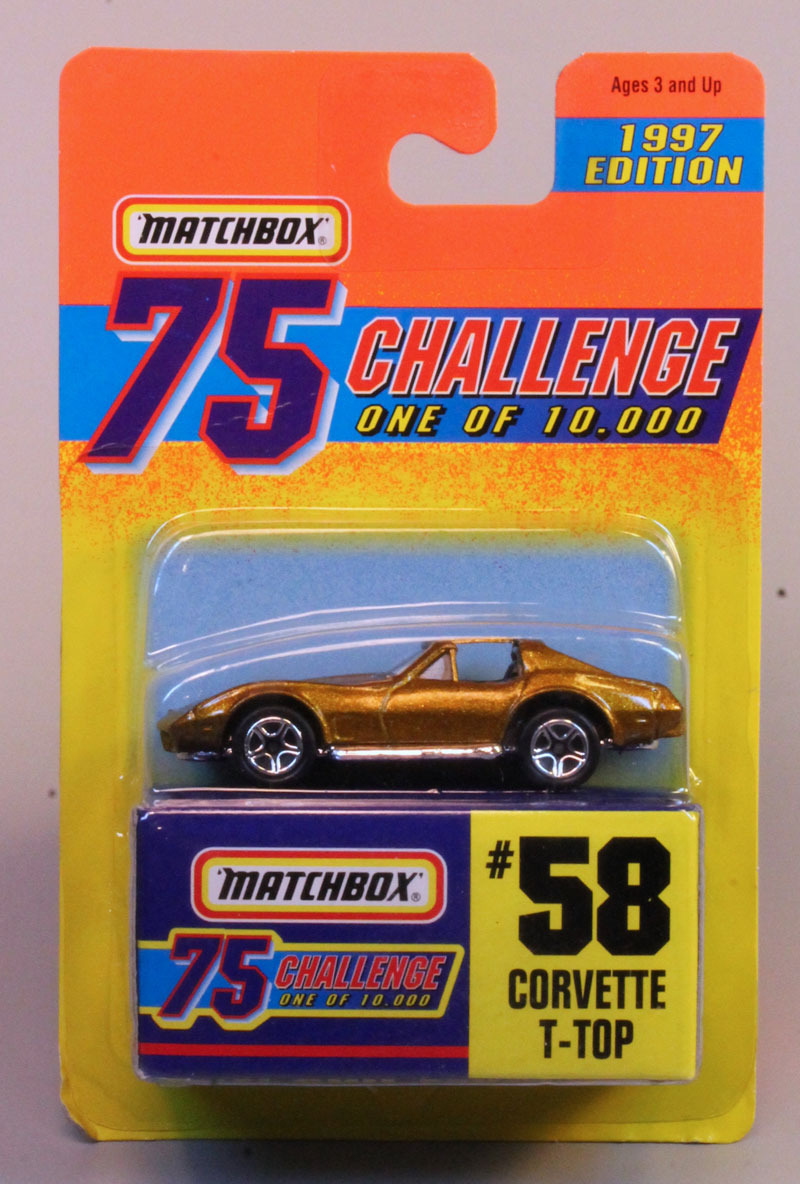 Ages 3 and Up
1997
EDITION
'MATCHBOX'®
75 CHALLENGE
ONE OF 10.000
'MATCHBOX'®
75 CHALLENGE
ONE OF 10.000
#58
CORVETTE
T-TOP